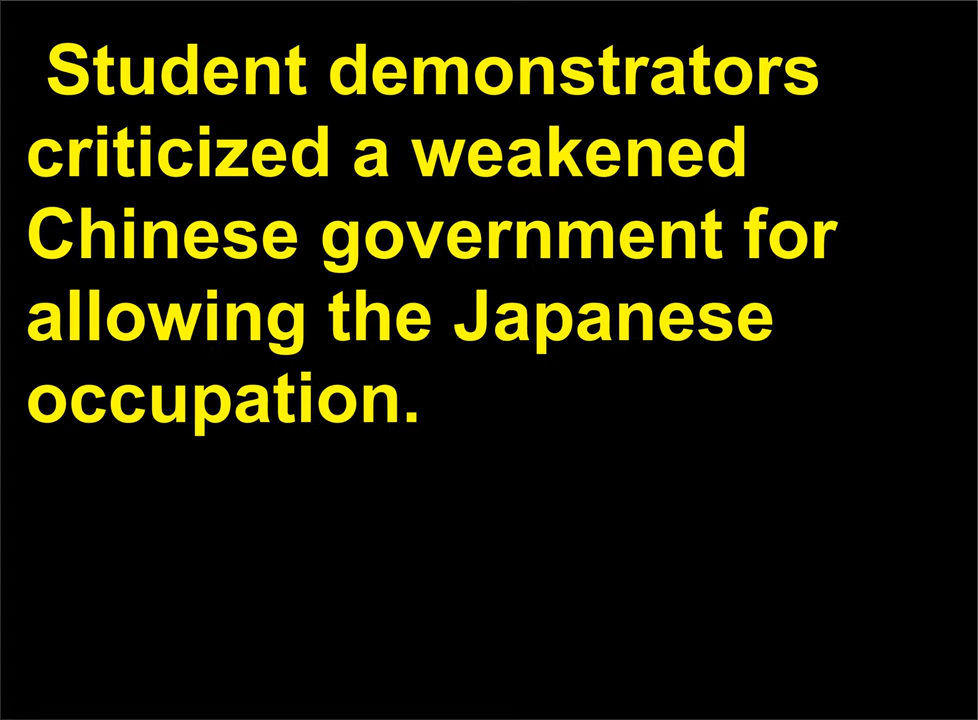 Student demonstrators
criticized a weakened
Chinese government for
allowing the Japanese
occupation.